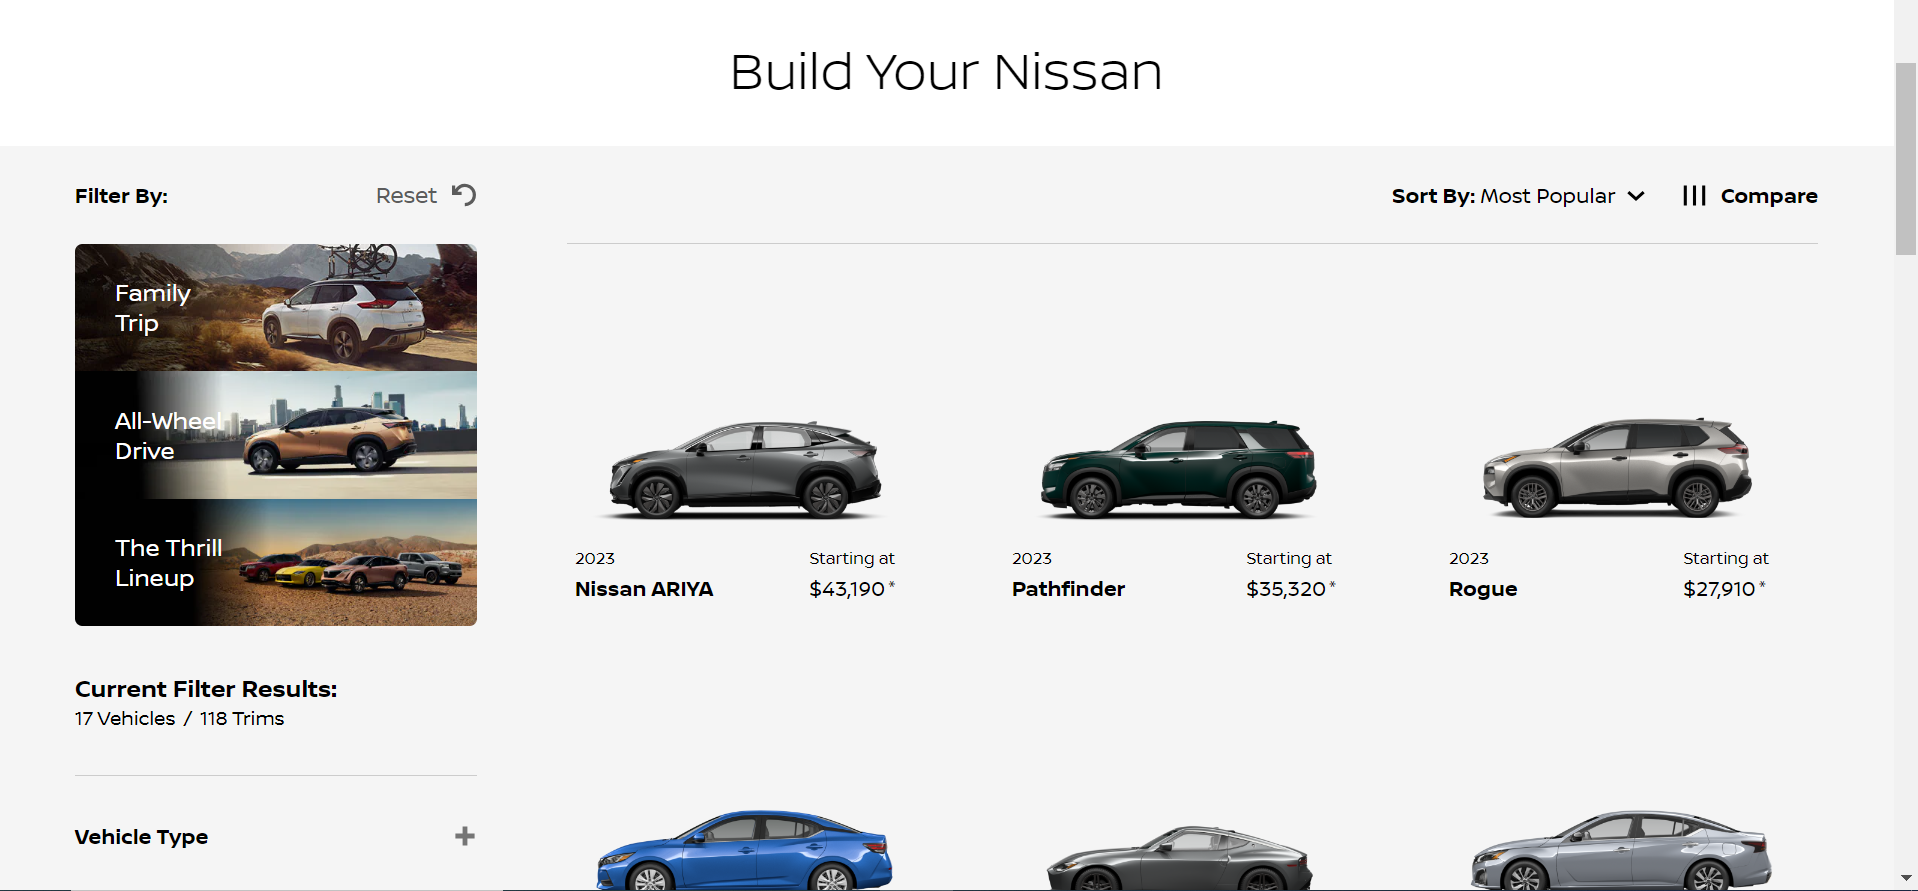 Build Your Nissan
Filter By:
Reset
Sort By: Most Popular
Compare
Family
Trip
All-Wheel
Drive
The Thrill
Lineup
2023
Nissan ARIYA
Starting at
$43,190*
2023
Pathfinder
Starting at
$35,320*
2023
Rogue
Starting at
$27,910*
Current Filter Results:
17 Vehicles / 118 Trims
Vehicle Type